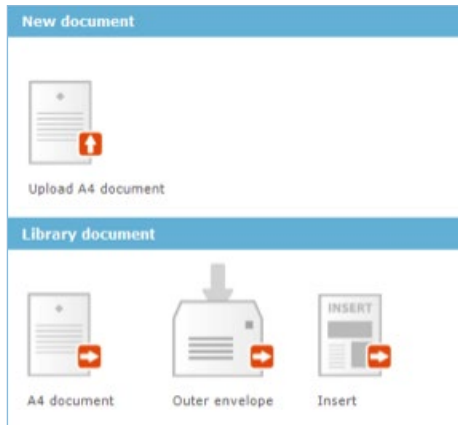 New document
Upload A4 document
Library document
INSERT
A4 document
Outer envelope
Insert